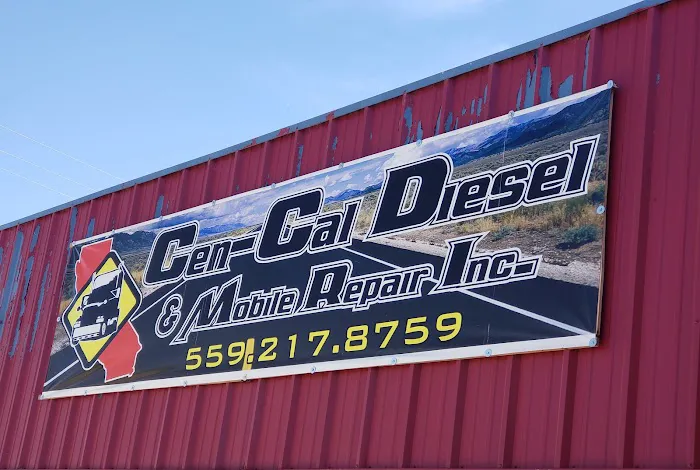 Cen-Cal Diesel
& Mobile Repair, Inc.
559.217.8759